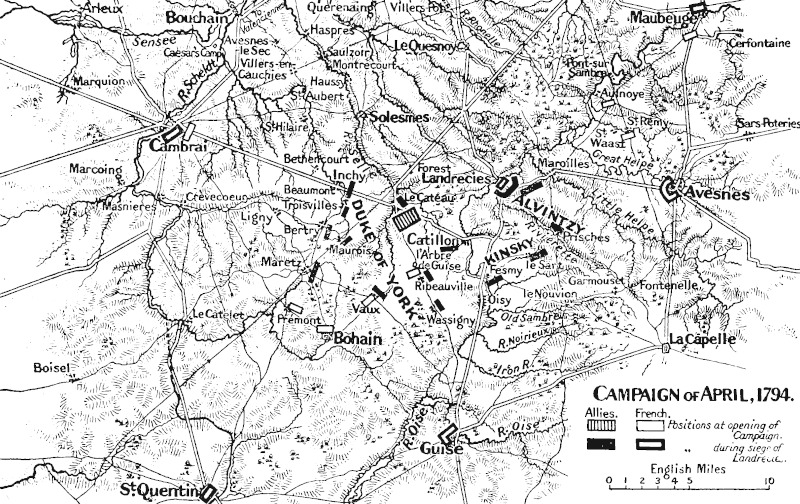 Arleux
Bouchain
Querenaing
Villers Pol
Maubeuge
Cerfontaine
Haspres
R. Rhonelle
Le Quesnoy
Sensee
Caesar's Camp
Avesnes
le Sec
Saulzoir
Montrecourt
Villers-en-
Cauchies
Haussy
Marquion
R. Scheldt
St Aubert
Pont-sur
Sambre
Aulnoye
St Remy
Sars Poteries
Solesmes
St Hilaire
St
Waast
Cambrai
Great Helpe
Maroilles
Marcoing
Bethencourt
Inchy
Forest
Landrecies
Le Cateau
Avesnes
Masnieres
Crevecoeur
Beaumont
Troisvilles
Ligny
Little Helpe
ALVINTZY
DUKE OF YORK
Bertry
Maurois
Catillon
Prisches
KINSKY
Rivierette
Maretz
l'Arbre
de Guise
Fesmy
le Sart
Ribeauville
Oisy
le Nouvion
Garmouset
Fontenelle
Le Catelet
Premont
Vaux
Wassigny
Old Sambre
Bohain
R. Noirieux
La Capelle
Iron R.
Boisel
R. Oise
Guise
R. Oise
St Quentin
CAMPAIGN OF APRIL, 1794.
Allies. French.
Positions at opening of
Campaign.
" during siege of
Landrecies.
English Miles
0 1 2 3 4 5 10